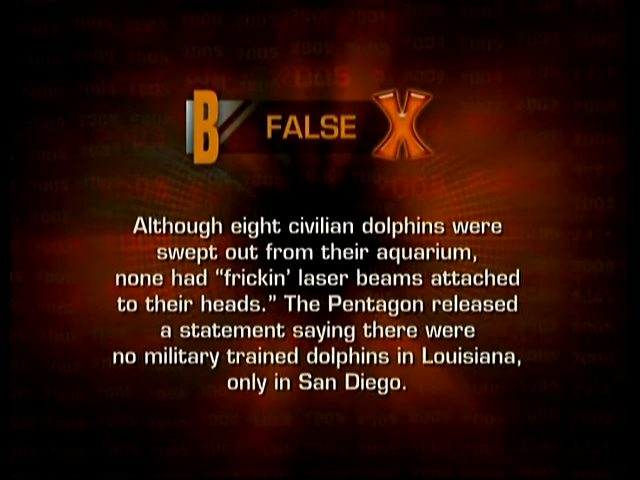 B FALSE X
Although eight civilian dolphins were
swept out from their aquarium,
none had “frickin’ laser beams attached
to their heads.” The Pentagon released
a statement saying there were
no military trained dolphins in Louisiana,
only in San Diego.